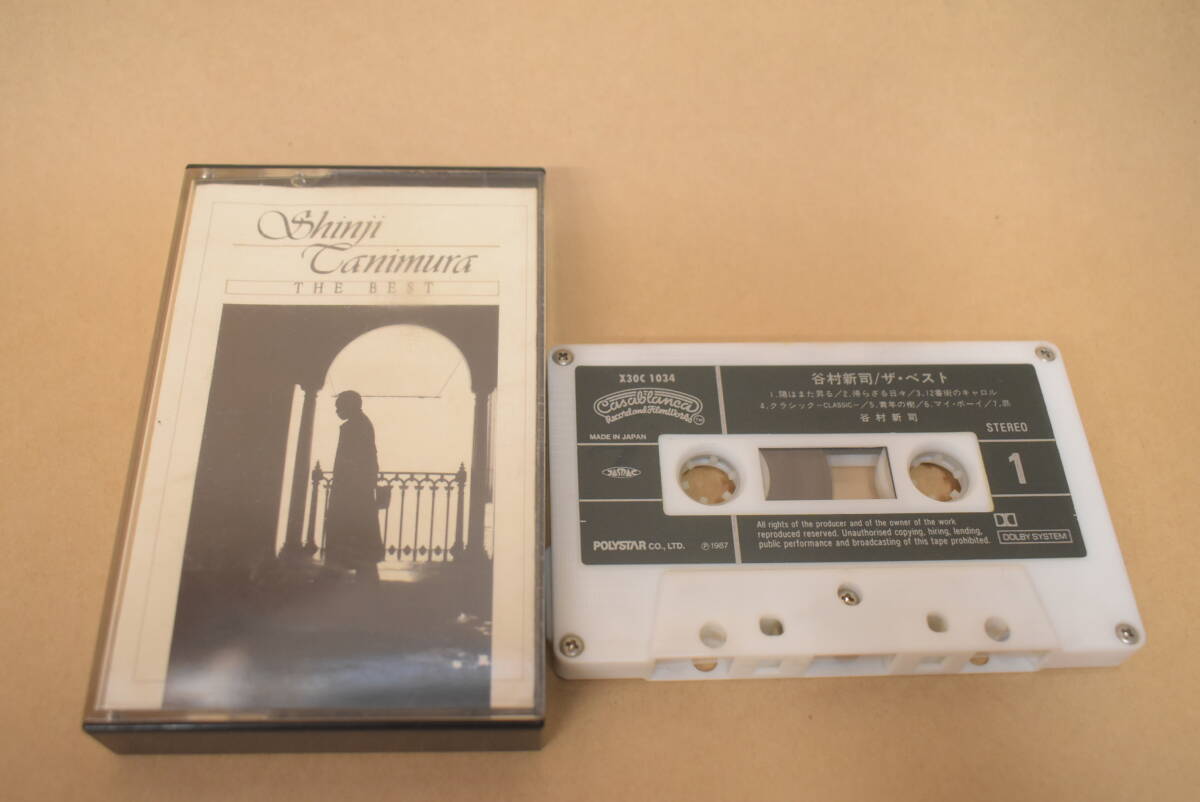 Shinji
Tanimura
THE BEST
X30C 1034
Casablanca
Record and FilmWorks
TM
MADE IN JAPAN
JASRAC
POLYSTAR CO., LTD.
Ⓟ1987
谷村新司/ザ・ベスト
1.陽はまた昇る/2.帰らざる日々/3.12番街のキャロル
4.クラシック-CLASSIC-/5.青年の樹/6.マイ・ボーイ/7.昴
谷村新司
STEREO
1
All rights of the producer and of the owner of the work
reproduced reserved. Unauthorised copying, hiring, lending,
public performance and broadcasting of this tape prohibited.
DOLBY SYSTEM